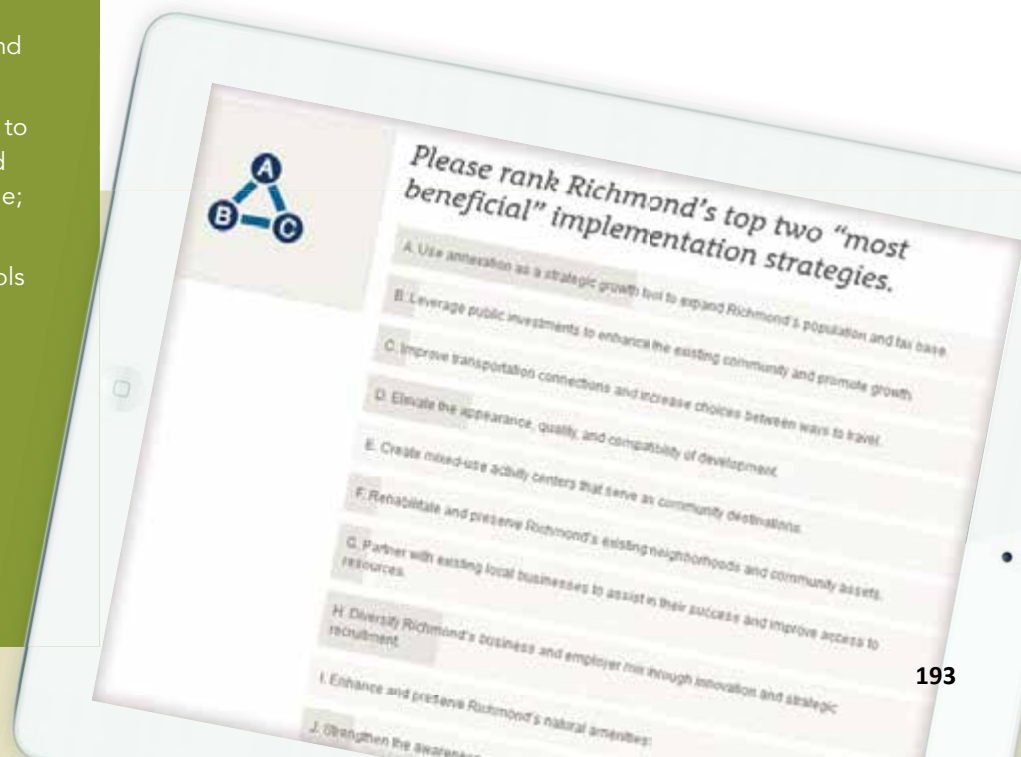 nd
to
d
e;
ols
A
B
C
Please rank Richmond's top two "most
beneficial" implementation strategies.
A. Use annexation as a strategic growth tool to expand Richmond's population and tax base.
B. Leverage public investments to enhance the existing community and promote growth.
C. Improve transportation connections and increase choices between ways to travel.
D. Elevate the appearance, quality, and compatibility of development.
E. Create mixed-use activity centers that serve as community destinations.
F. Rehabilitate and preserve Richmond's existing neighborhoods and community assets.
G. Partner with existing local businesses to assist in their success and improve access to
resources.
H. Diversify Richmond's business and employer mix through innovation and strategic
recruitment.
I. Enhance and preserve Richmond's natural amenities.
J. Strengthen the
193